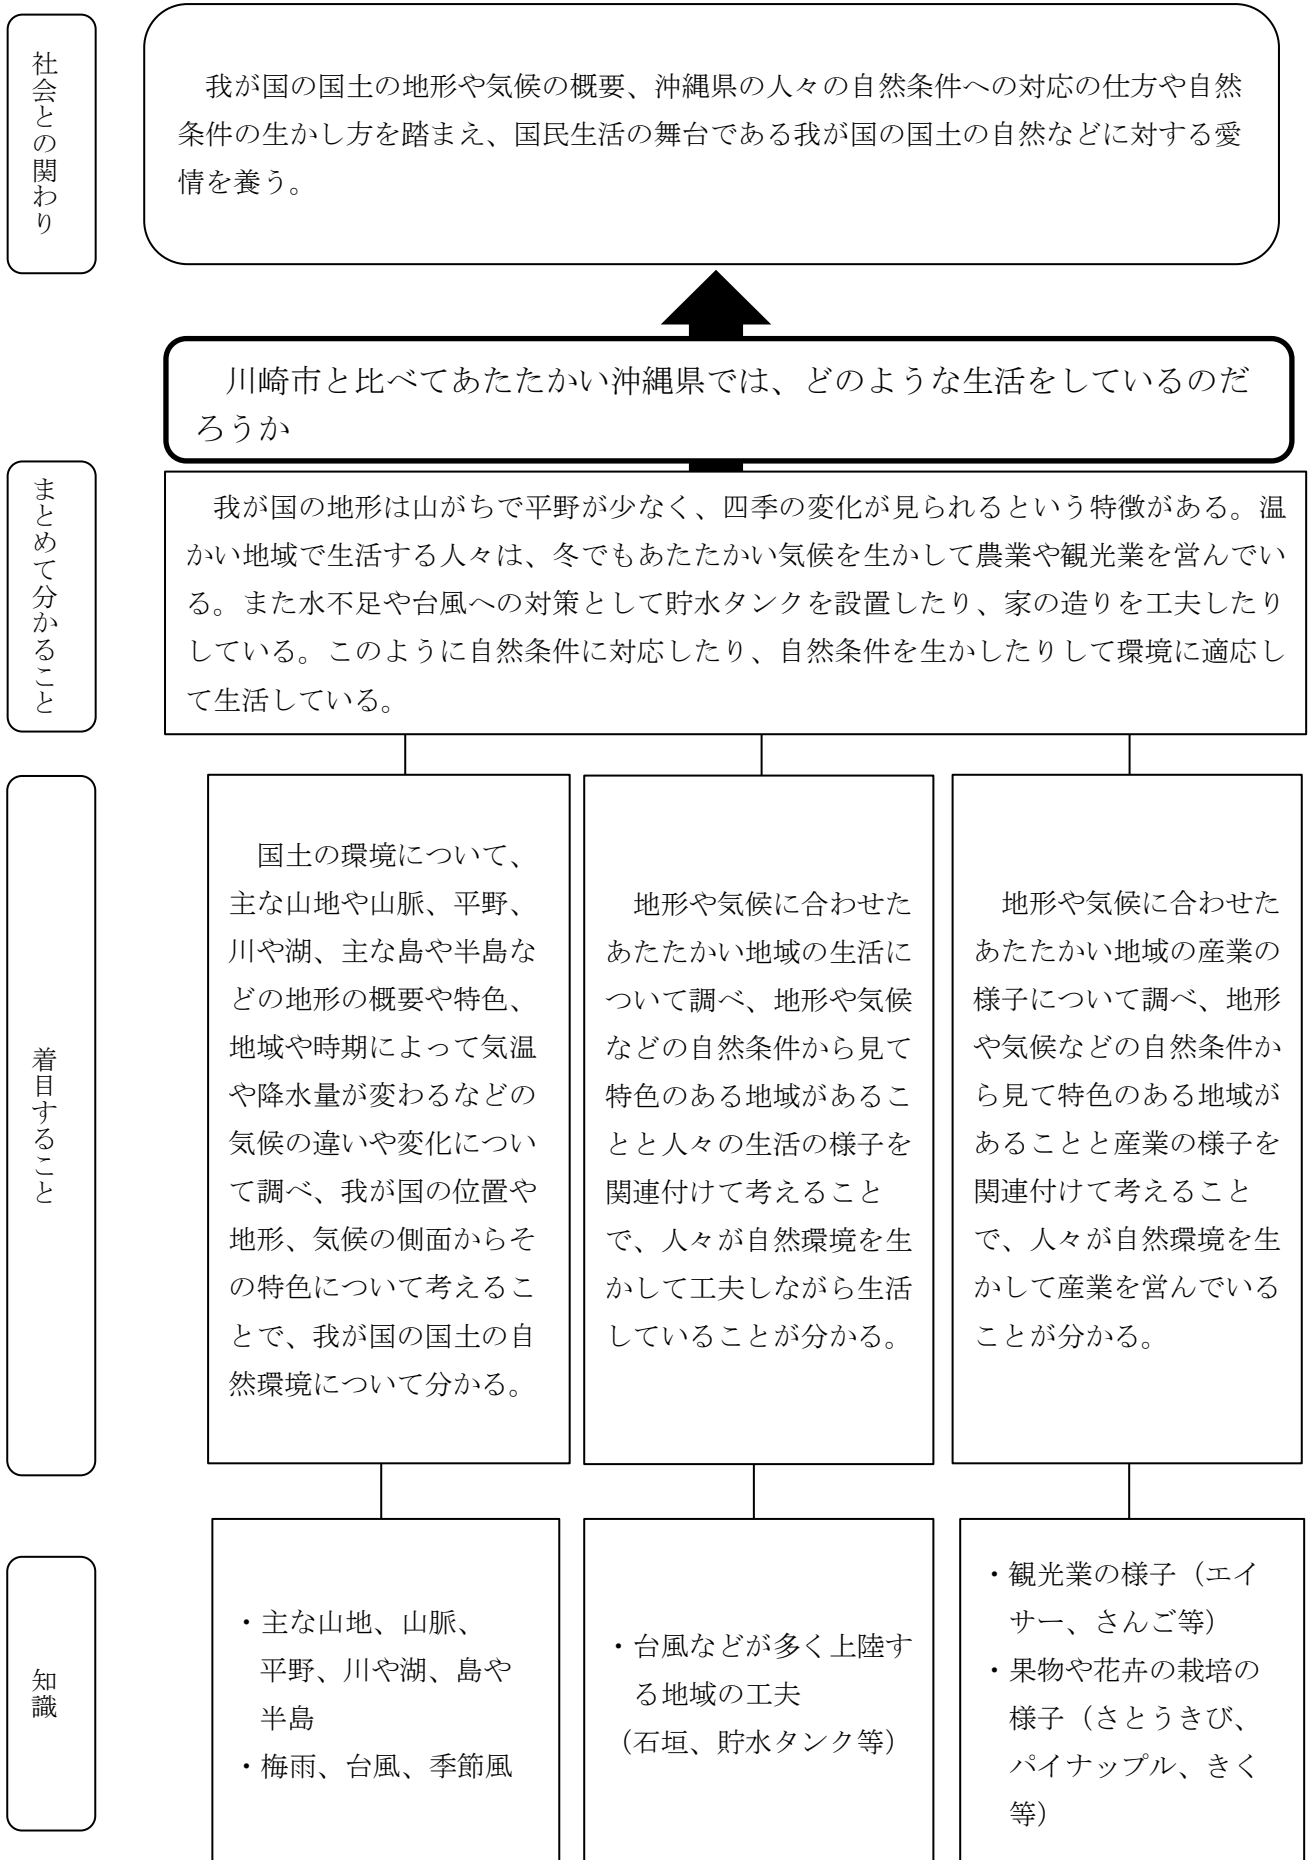 社会との関わり
我が国の国土の地形や気候の概要、沖縄県の人々の自然条件への対応の仕方や自然
条件の生かし方を踏まえ、国民生活の舞台である我が国の国土の自然などに対する愛
情を養う。
川崎市と比べてあたたかい沖縄県では、どのような生活をしているのだ
ろうか
まとめて分かること
我が国の地形は山がちで平野が少なく、四季の変化が見られるという特徴がある。温
かい地域で生活する人々は、冬でもあたたかい気候を生かして農業や観光業を営んでい
る。また水不足や台風への対策として貯水タンクを設置したり、家の造りを工夫したり
している。このように自然条件に対応したり、自然条件を生かしたりして環境に適応し
て生活している。
着目すること
国土の環境について、
主な山地や山脈、平野、
川や湖、主な島や半島な
どの地形の概要や特色、
地域や時期によって気温
や降水量が変わるなどの
気候の違いや変化につい
て調べ、我が国の位置や
地形、気候の側面からそ
の特色について考えるこ
とで、我が国の国土の自
然環境について分かる。
地形や気候に合わせた
あたたかい地域の生活に
ついて調べ、地形や気候
などの自然条件から見て
特色のある地域があるこ
とと人々の生活の様子を
関連付けて考えること
で、人々が自然環境を生
かして工夫しながら生活
していることが分かる。
地形や気候に合わせた
あたたかい地域の産業の
様子について調べ、地形
や気候などの自然条件か
ら見て特色のある地域が
あることと産業の様子を
関連付けて考えること
で、人々が自然環境を生
かして産業を営んでいる
ことが分かる。
知識
・主な山地、山脈、
平野、川や湖、島や
半島
・梅雨、台風、季節風
・台風などが多く上陸す
る地域の工夫
（石垣、貯水タンク等）
・観光業の様子（エイ
サー、さんご等）
・果物や花卉の栽培の
様子（さとうきび、
パイナップル、きく
等）